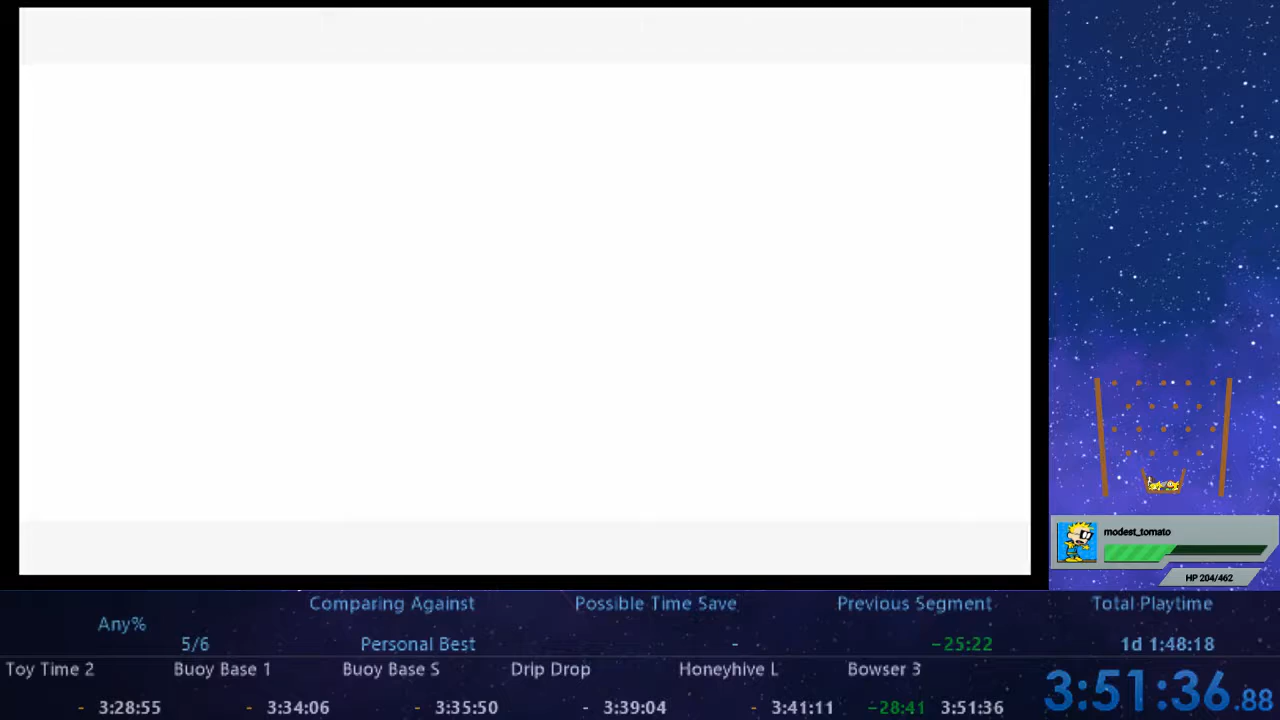 modest_tomato
HP 204/462
Any%
5/6
Comparing Against
Personal Best
Possible Time Save
-
Previous Segment
-25:22
Total Playtime
1d 1:48:18
Toy Time 2
- 3:28:55
Buoy Base 1
- 3:34:06
Buoy Base S
- 3:35:50
Drip Drop
- 3:39:04
Honeyhive L
- 3:41:11
Bowser 3
-28:41 3:51:36
3:51:36.88